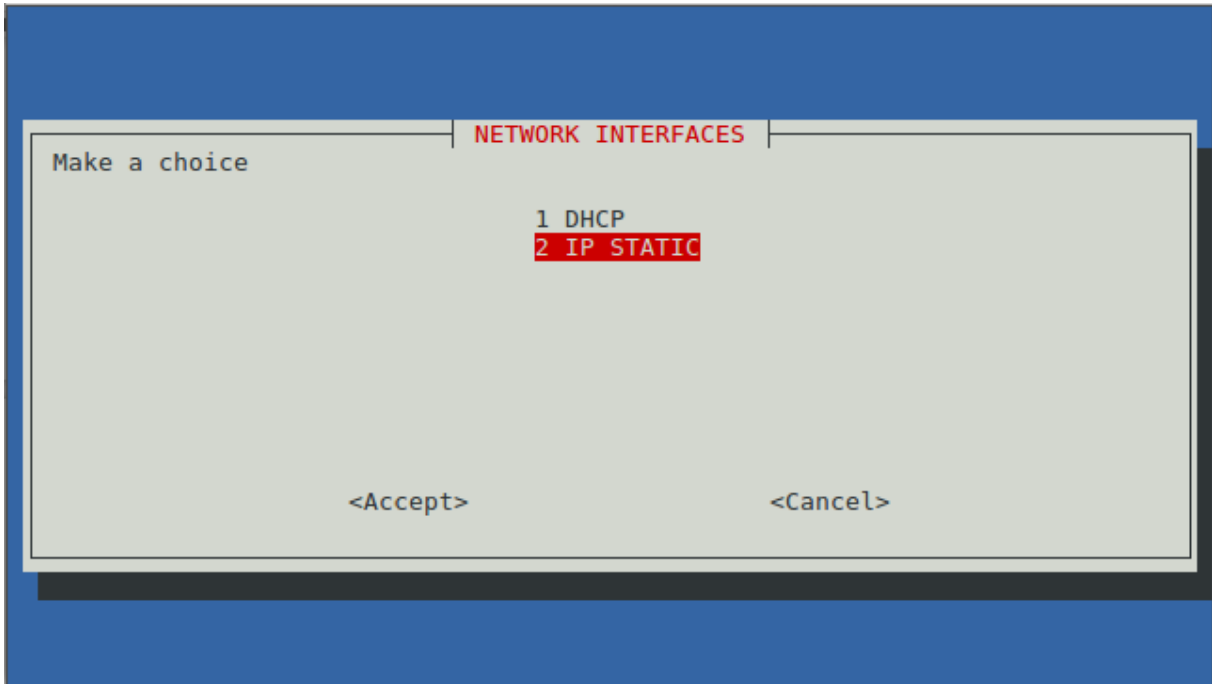 NETWORK INTERFACES
Make a choice
1 DHCP
2 IP STATIC
<Accept> <Cancel>